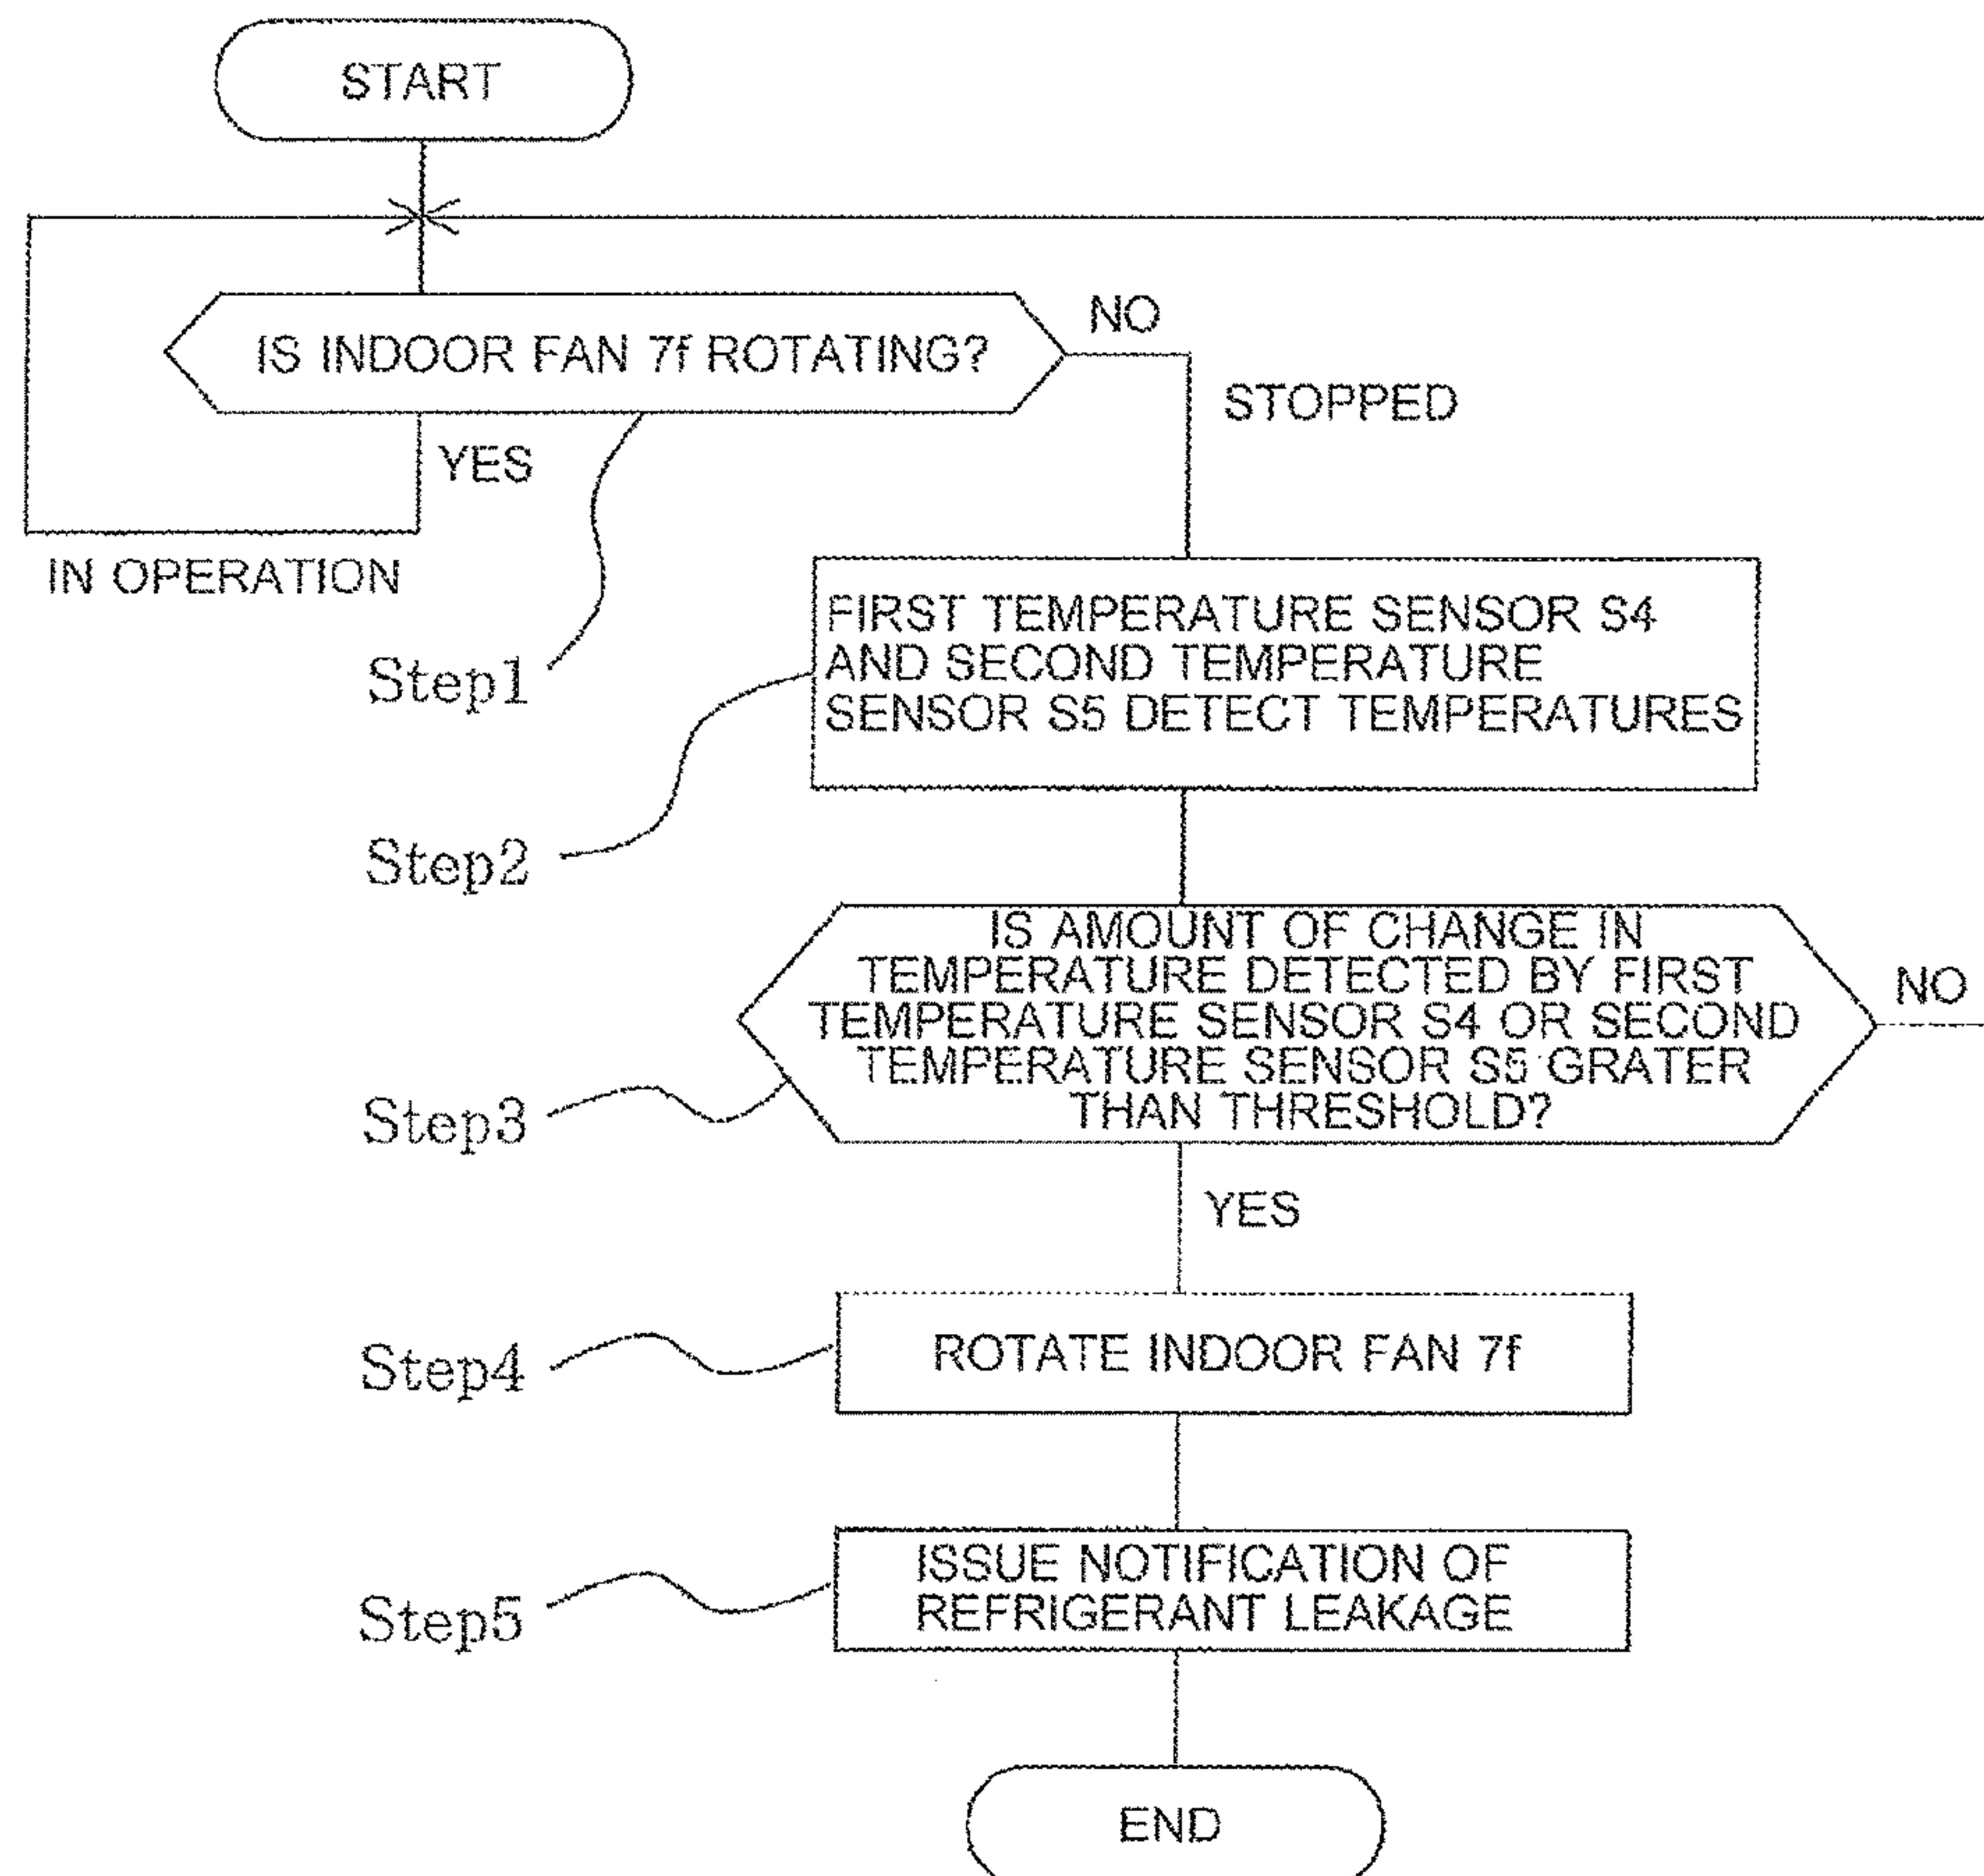 START
IS INDOOR FAN 7f ROTATING?
NO
STOPPED
YES
IN OPERATION
Step1
FIRST TEMPERATURE SENSOR S4
AND SECOND TEMPERATURE
SENSOR S5 DETECT TEMPERATURES
Step2
IS AMOUNT OF CHANGE IN
TEMPERATURE DETECTED BY FIRST
TEMPERATURE SENSOR S4 OR SECOND
TEMPERATURE SENSOR S5 GRATER
THAN THRESHOLD?
NO
Step3
YES
ROTATE INDOOR FAN 7f
Step4
ISSUE NOTIFICATION OF
REFRIGERANT LEAKAGE
Step5
END